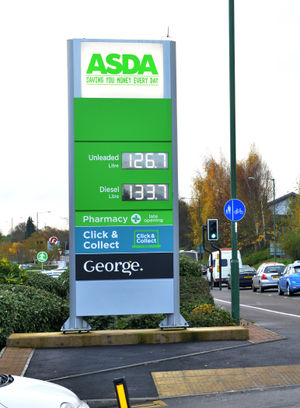 ASDA
SAVING YOU MONEY EVERY DAY
Unleaded
Litre
126.7
Diesel
Litre
133.7
Pharmacy + late opening
Click & Collect
Click & Collect
George.